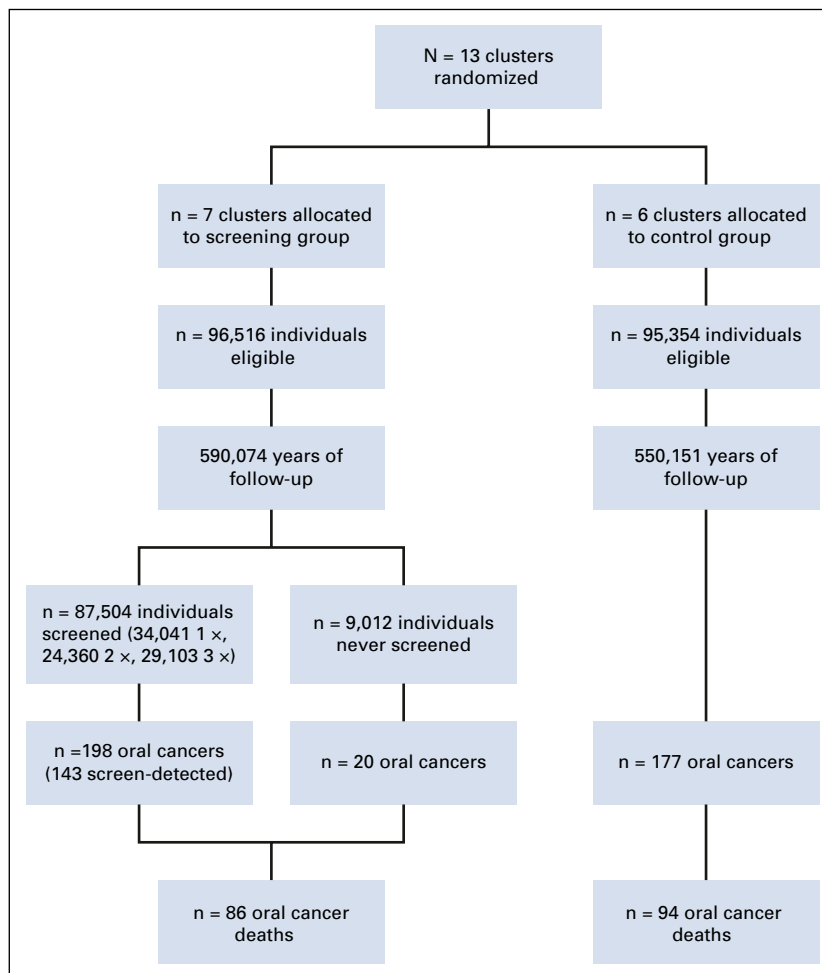 N = 13 clusters
randomized
n = 7 clusters allocated
to screening group
n = 6 clusters allocated
to control group
n = 96,516 individuals
eligible
n = 95,354 individuals
eligible
590,074 years of
follow-up
550,151 years of
follow-up
n = 87,504 individuals
screened (34,041 1 ×,
24,360 2 ×, 29,103 3 ×)
n = 9,012 individuals
never screened
n =198 oral cancers
(143 screen-detected)
n = 20 oral cancers
n = 177 oral cancers
n = 86 oral cancer
deaths
n = 94 oral cancer
deaths